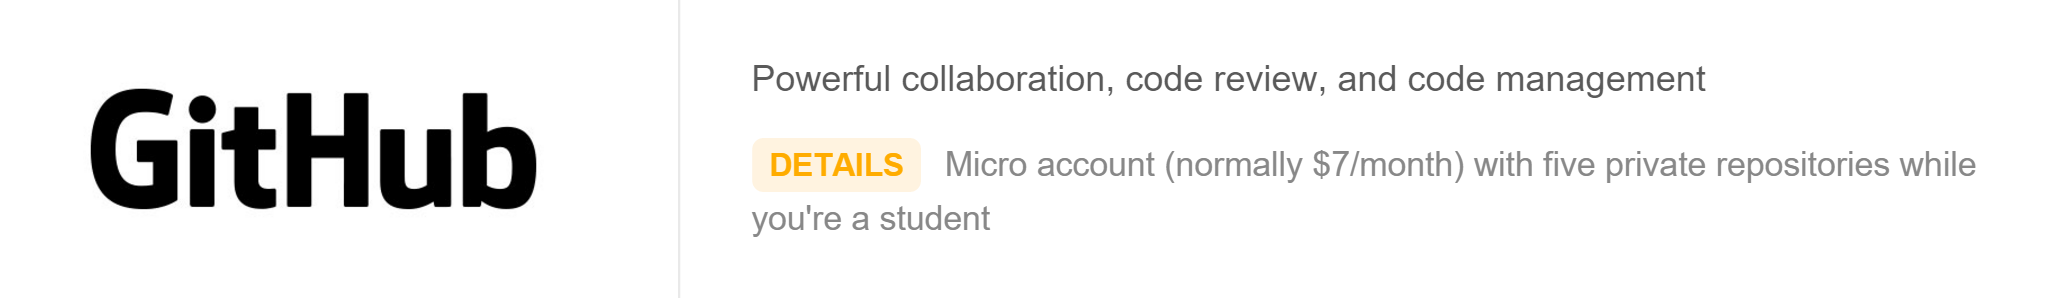 GitHub
Powerful collaboration, code review, and code management
DETAILS Micro account (normally $7/month) with five private repositories while
you're a student